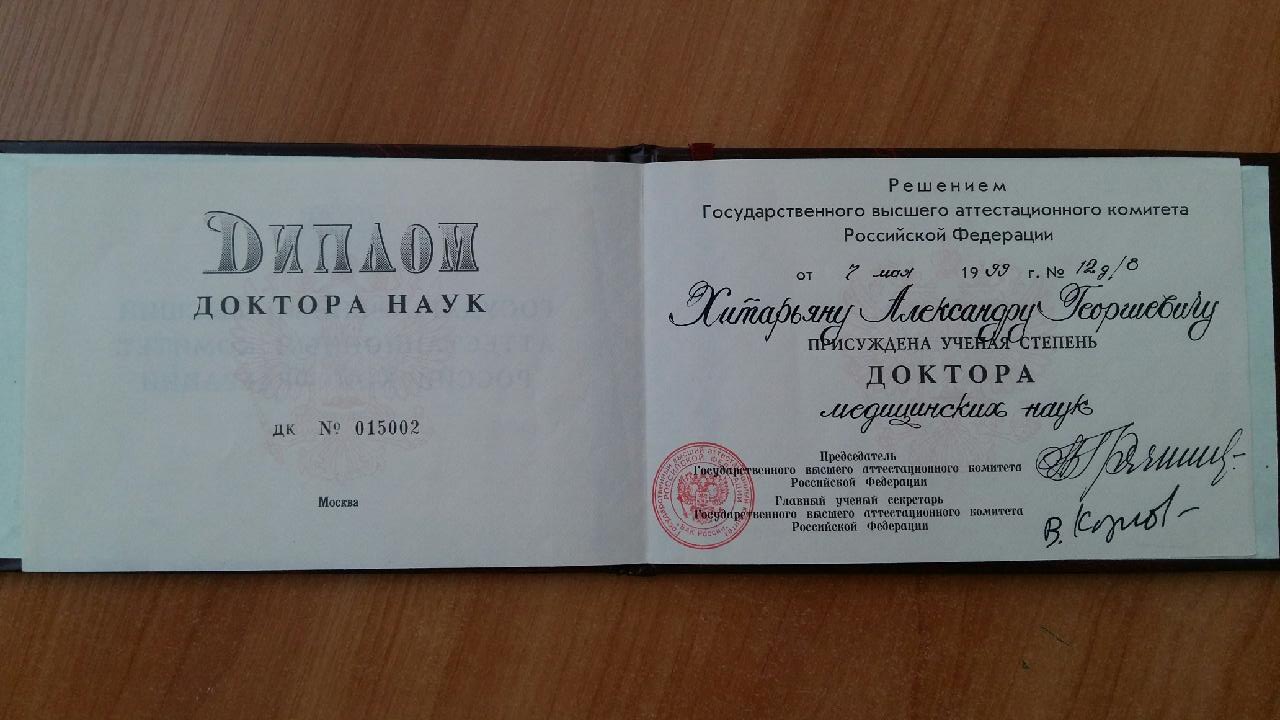 Диплом
ДОКТОРА НАУК
ДК № 015002
Москва
Решением
Государственного высшего аттестационного комитета
Российской Федерации
от 7 мая 1999 г. № 12д/8
Хитарьяну Александру Георгиевичу
ПРИСУЖДЕНА УЧЕНАЯ СТЕПЕНЬ
ДОКТОРА
медицинских наук
Председатель
Государственного высшего аттестационного комитета
Российской Федерации
Главный ученый секретарь
Государственного высшего аттестационного комитета
Российской Федерации